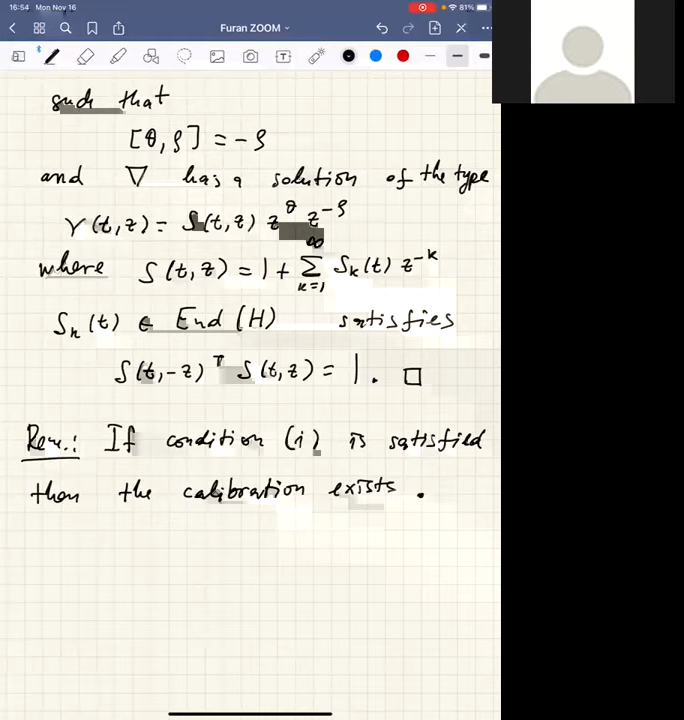 16:54 Mon Nov 16
81%
Furan ZOOM
such that
[θ, ρ] = -ρ
and ∇ has a solution of the type
Y(t,z) = S(t,z) z^θ z^{-ρ}
where S(t,z) = 1 + ∑_{k=1}^∞ S_k(t) z^{-k}
S_k(t) ∈ End(H) satisfies
S(t,-z)^T S(t,z) = 1. □
Rem.: If condition (i) is satisfied
then the calibration exists.